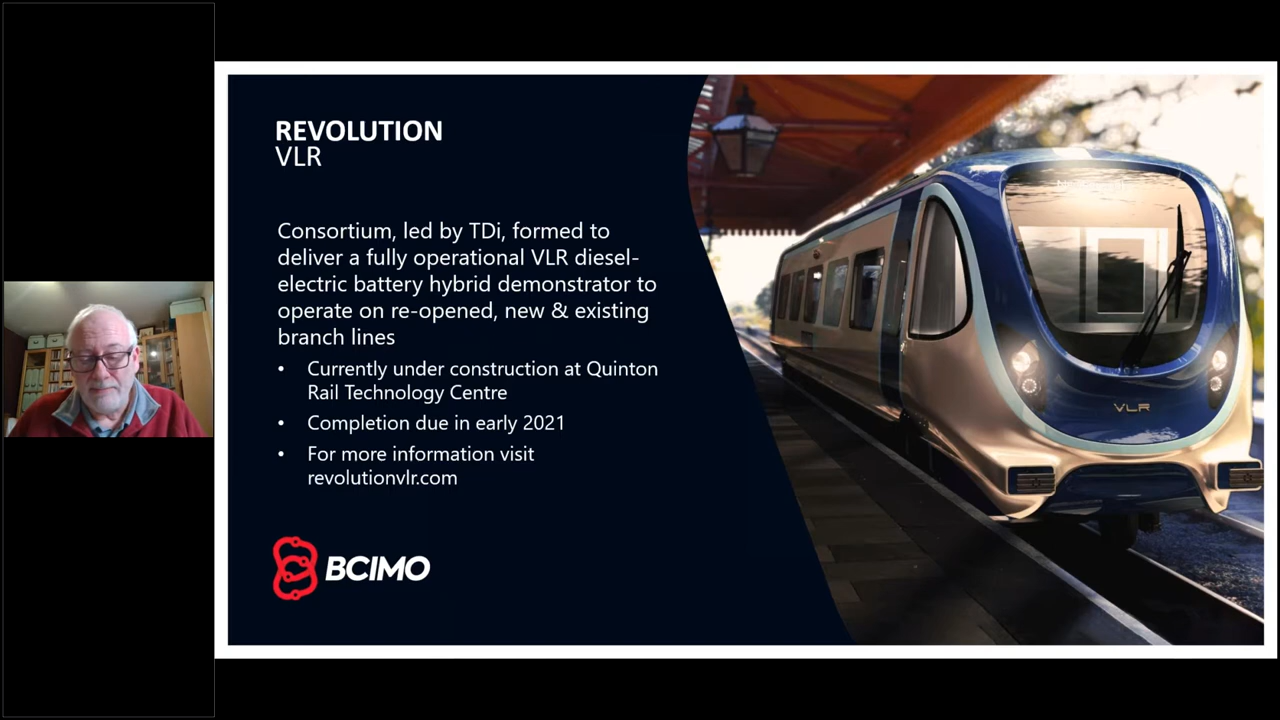 REVOLUTION
VLR
Consortium, led by TDi, formed to
deliver a fully operational VLR diesel-
electric battery hybrid demonstrator to
operate on re-opened, new & existing
branch lines
• Currently under construction at Quinton
Rail Technology Centre
• Completion due in early 2021
• For more information visit
revolutionvlr.com
BCIMO
VLR